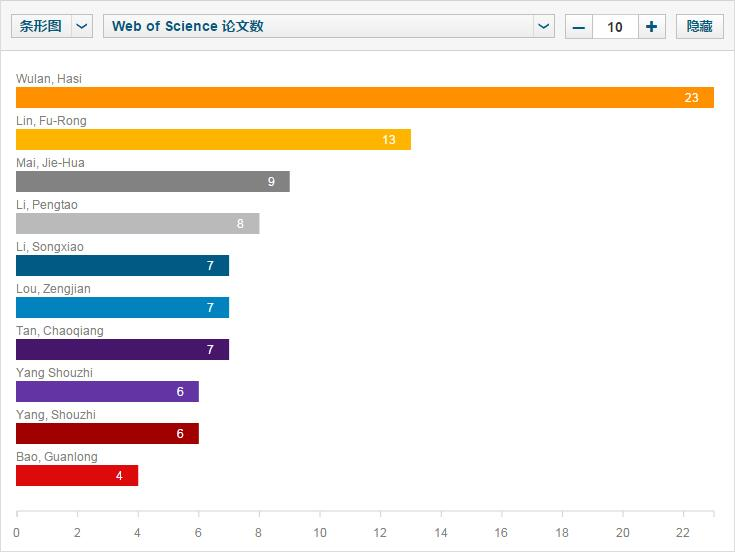 条形图 Web of Science 论文数 – 10 + 隐藏
Wulan, Hasi
23
Lin, Fu-Rong
13
Mai, Jie-Hua
9
Li, Pengtao
8
Li, Songxiao
7
Lou, Zengjian
7
Tan, Chaoqiang
7
Yang Shouzhi
6
Yang, Shouzhi
6
Bao, Guanlong
4
0 2 4 6 8 10 12 14 16 18 20 22